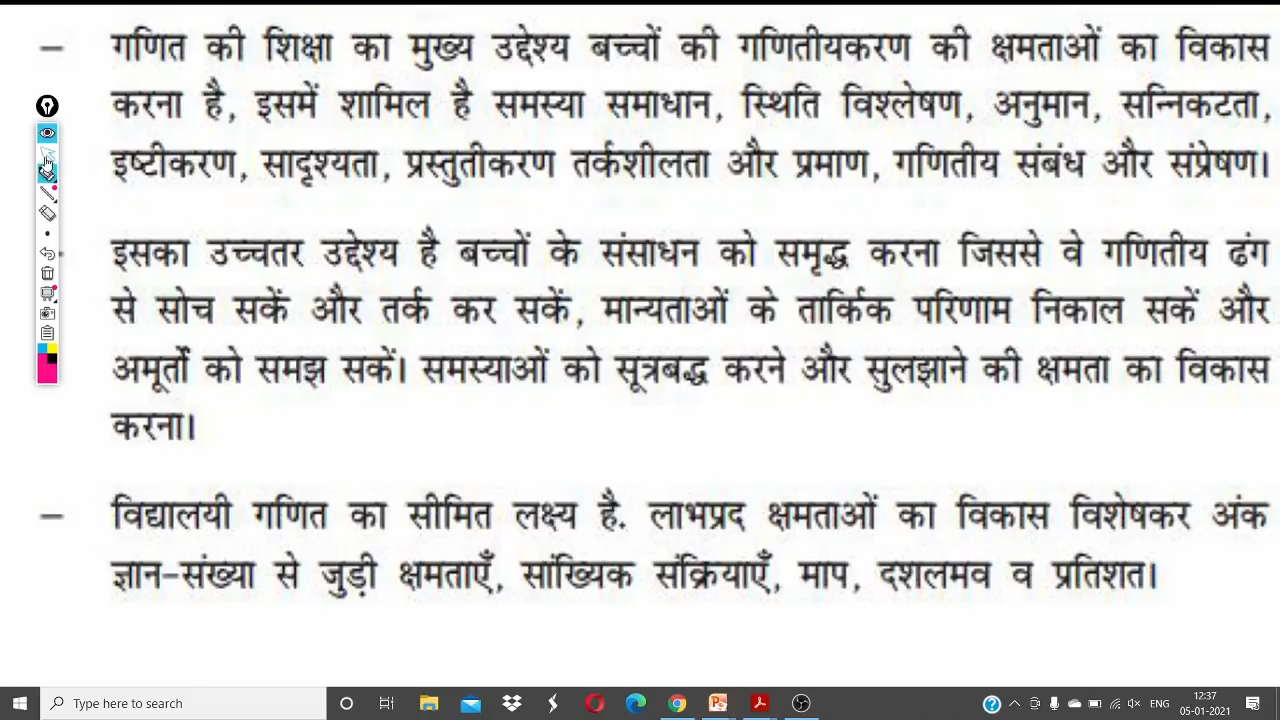 – गणित की शिक्षा का मुख्य उद्देश्य बच्चों की गणितीयकरण की क्षमताओं का विकास
करना है, इसमें शामिल है समस्या समाधान, स्थिति विश्लेषण, अनुमान, सन्निकटता,
इष्टीकरण, सादृश्यता, प्रस्तुतीकरण तर्कशीलता और प्रमाण, गणितीय संबंध और संप्रेषण।
इसका उच्चतर उद्देश्य है बच्चों के संसाधन को समृद्ध करना जिससे वे गणितीय ढंग
से सोच सकें और तर्क कर सकें, मान्यताओं के तार्किक परिणाम निकाल सकें और
अमूर्तों को समझ सकें। समस्याओं को सूत्रबद्ध करने और सुलझाने की क्षमता का विकास
करना।
– विद्यालयी गणित का सीमित लक्ष्य है. लाभप्रद क्षमताओं का विकास विशेषकर अंक
ज्ञान-संख्या से जुड़ी क्षमताएँ, सांख्यिक संक्रियाएँ, माप, दशलमव व प्रतिशत।
Type here to search
ENG
12:37
05-01-2021